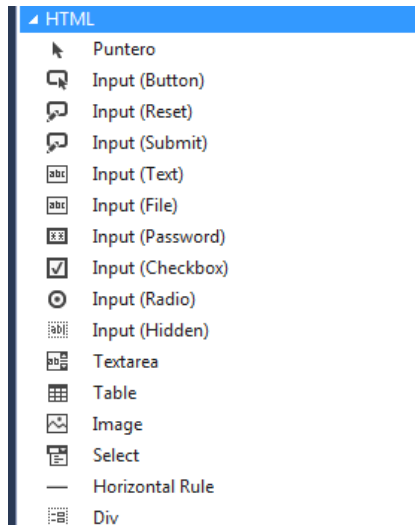 HTML
Puntero
Input (Button)
Input (Reset)
Input (Submit)
Input (Text)
Input (File)
Input (Password)
Input (Checkbox)
Input (Radio)
Input (Hidden)
Textarea
Table
Image
Select
Horizontal Rule
Div